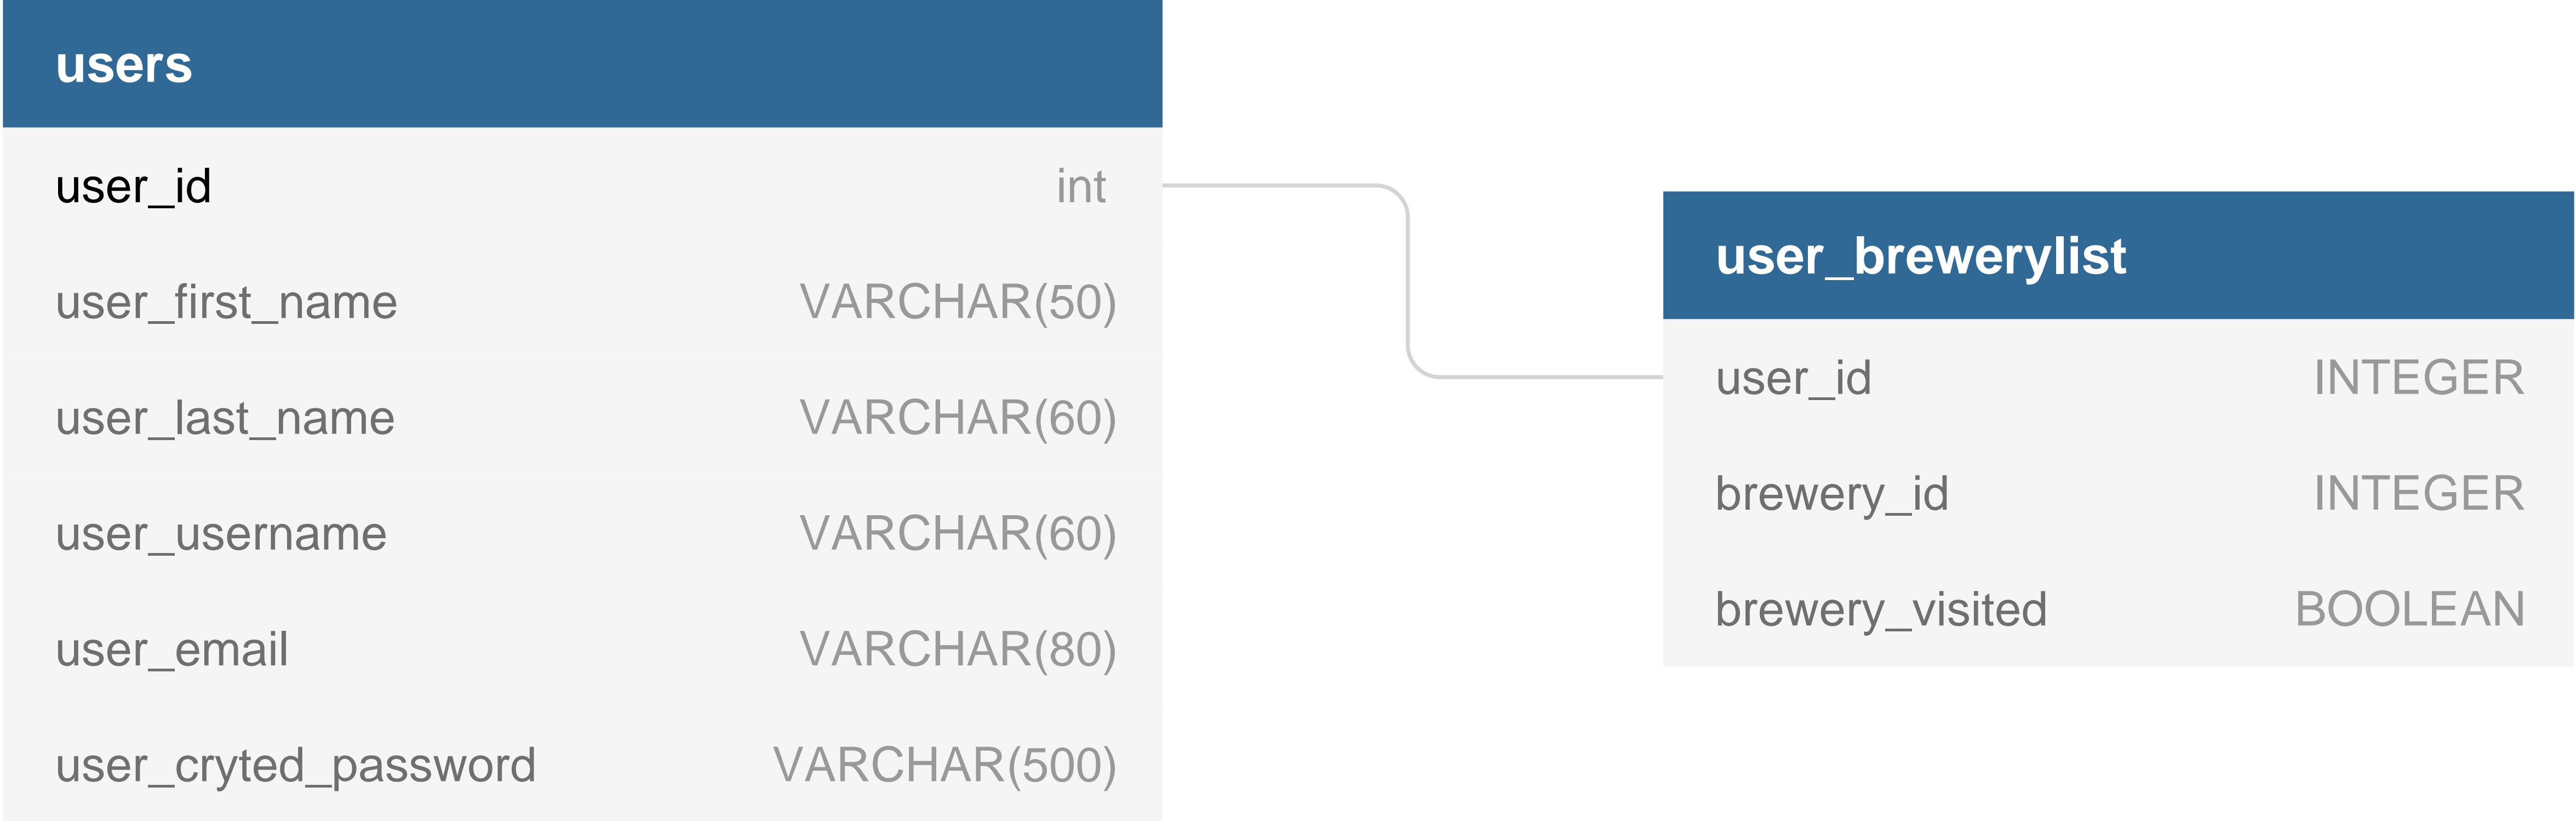 users
user_id int
user_first_name VARCHAR(50)
user_last_name VARCHAR(60)
user_username VARCHAR(60)
user_email VARCHAR(80)
user_cryted_password VARCHAR(500)
user_brewerylist
user_id INTEGER
brewery_id INTEGER
brewery_visited BOOLEAN